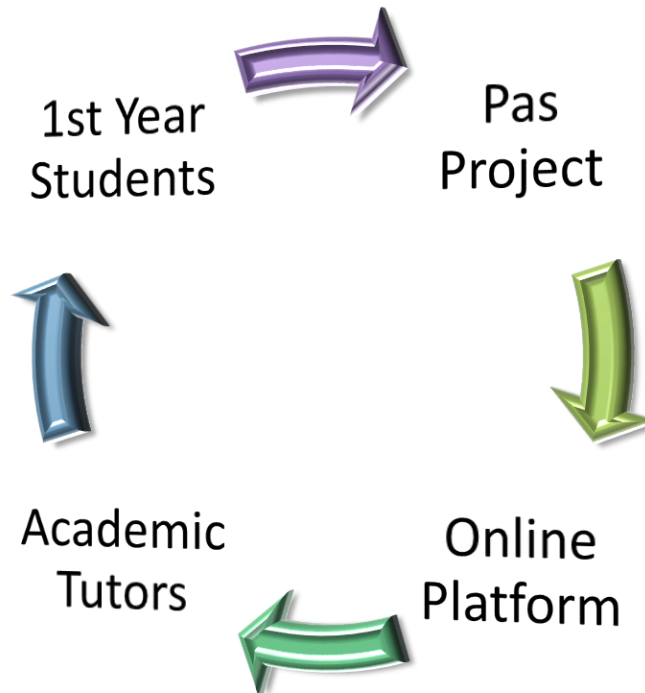 1st Year
Students
Pas
Project
Academic
Tutors
Online
Platform